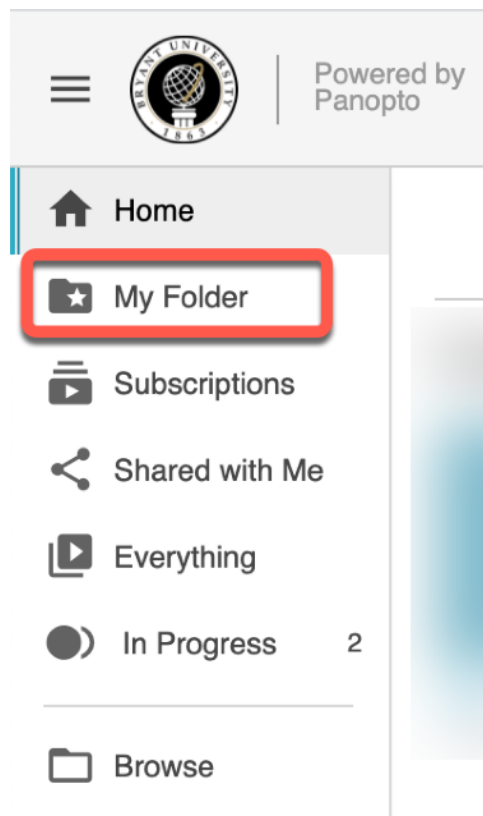 BRYANT UNIVERSITY
1863
Powered by
Panopto
Home
My Folder
Subscriptions
Shared with Me
Everything
In Progress 2
Browse